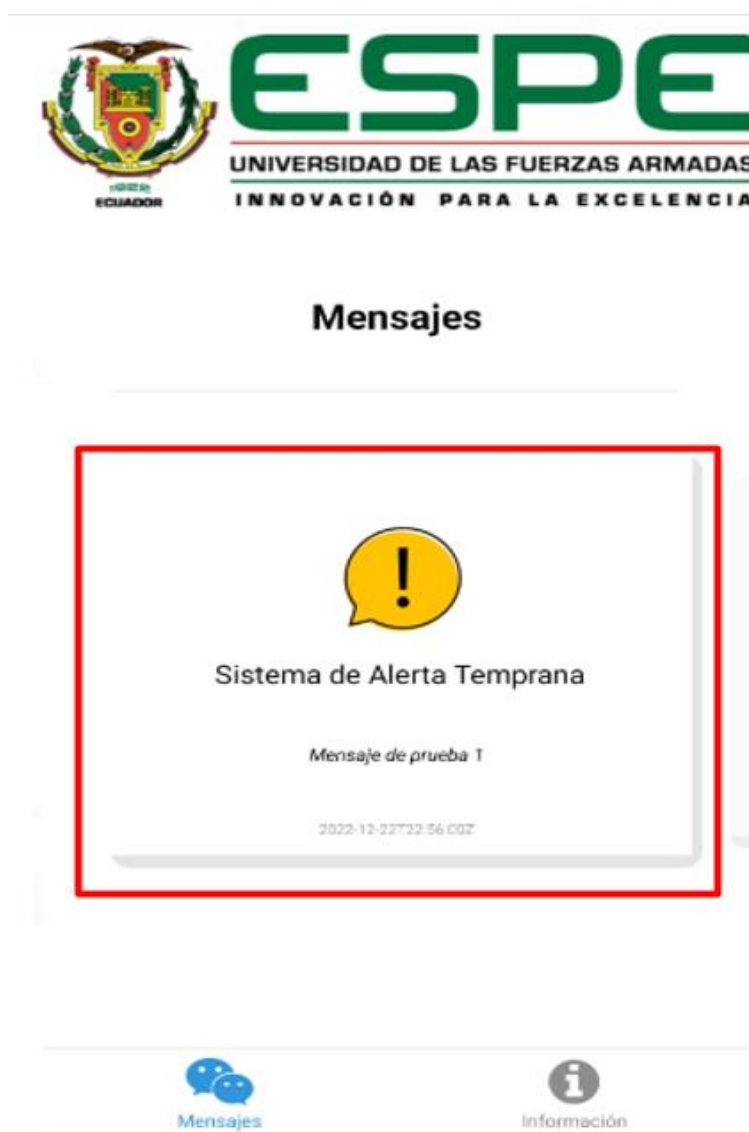 ESPE
UNIVERSIDAD DE LAS FUERZAS ARMADAS
INNOVACIÓN PARA LA EXCELENCIA
1922
ECUADOR
Mensajes
!
Sistema de Alerta Temprana
Mensaje de prueba 1
2022-12-22T22:56:00Z
Mensajes
Información